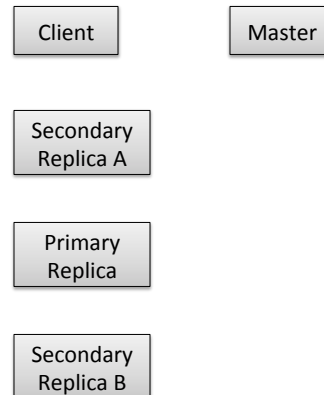 Client
Master
Secondary
Replica A
Primary
Replica
Secondary
Replica B